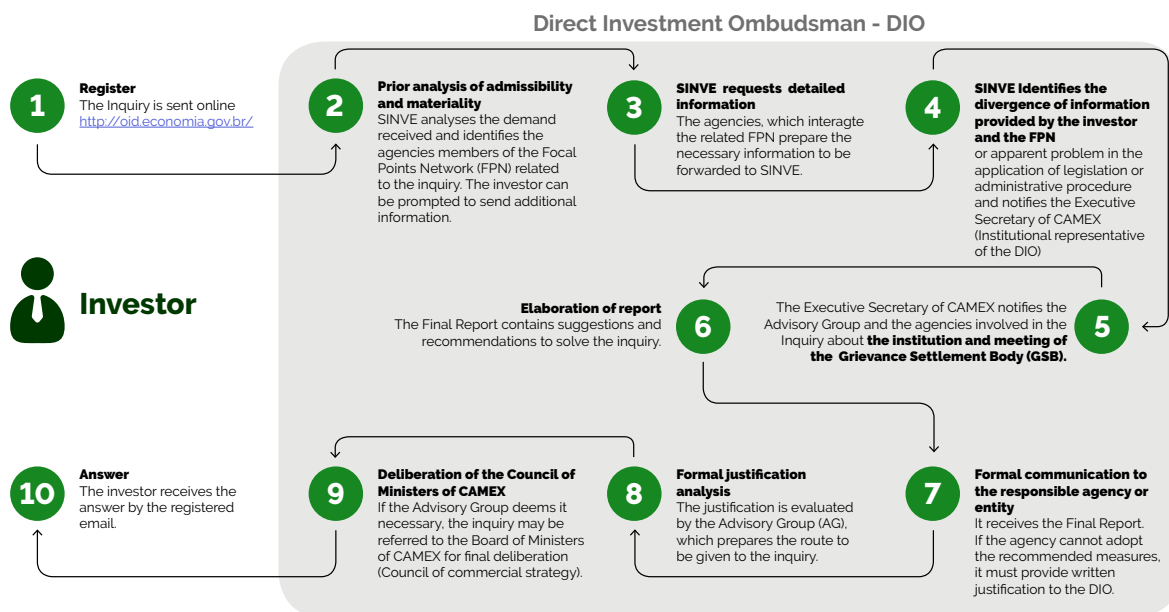 Direct Investment Ombudsman - DIO
1
Register
The Inquiry is sent online
http://oid.economia.gov.br/
2
Prior analysis of admissibility
and materiality
SINVE analyses the demand
received and identifies the
agencies members of the Focal
Points Network (FPN) related
to the inquiry. The investor can
be prompted to send additional
information.
3
SINVE requests detailed
information
The agencies, which interagte
the related FPN prepare the
necessary information to be
forwarded to SINVE.
4
SINVE Identifies the
divergence of information
provided by the investor
and the FPN
or apparent problem in the
application of legislation or
administrative procedure
and notifies the Executive
Secretary of CAMEX
(Institutional representative
of the DIO)
Investor
5
The Executive Secretary of CAMEX notifies the
Advisory Group and the agencies involved in the
Inquiry about the institution and meeting of
the Grievance Settlement Body (GSB).
6
Elaboration of report
The Final Report contains suggestions and
recommendations to solve the inquiry.
7
Formal communication to
the responsible agency or
entity
It receives the Final Report.
If the agency cannot adopt
the recommended measures,
it must provide written
justification to the DIO.
8
Formal justification
analysis
The justification is evaluated
by the Advisory Group (AG),
which prepares the route to
be given to the inquiry.
9
Deliberation of the Council of
Ministers of CAMEX
If the Advisory Group deems it
necessary, the inquiry may be
referred to the Board of Ministers
of CAMEX for final deliberation
(Council of commercial strategy).
10
Answer
The investor receives the
answer by the registered
email.